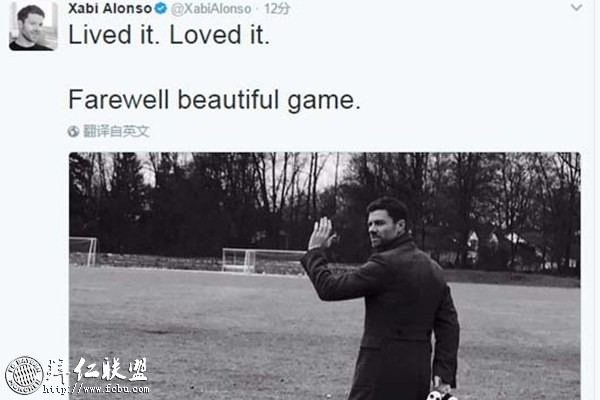 Xabi Alonso @XabiAlonso · 12分
Lived it. Loved it.
Farewell beautiful game.
翻译自英文
拜仁联盟
http://www.fcbu.com